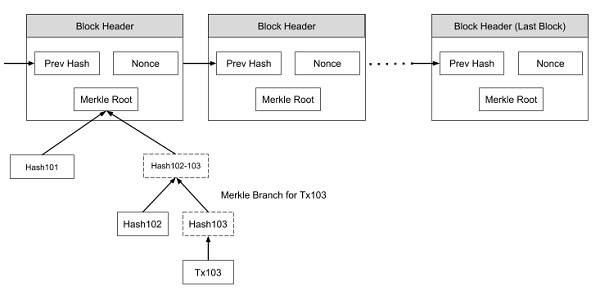 Block Header
Block Header
Block Header (Last Block)
Prev Hash
Nonce
Prev Hash
Nonce
Prev Hash
Nonce
Merkle Root
Merkle Root
Merkle Root
Hash101
Hash102-103
Merkle Branch for Tx103
Hash102
Hash103
Tx103